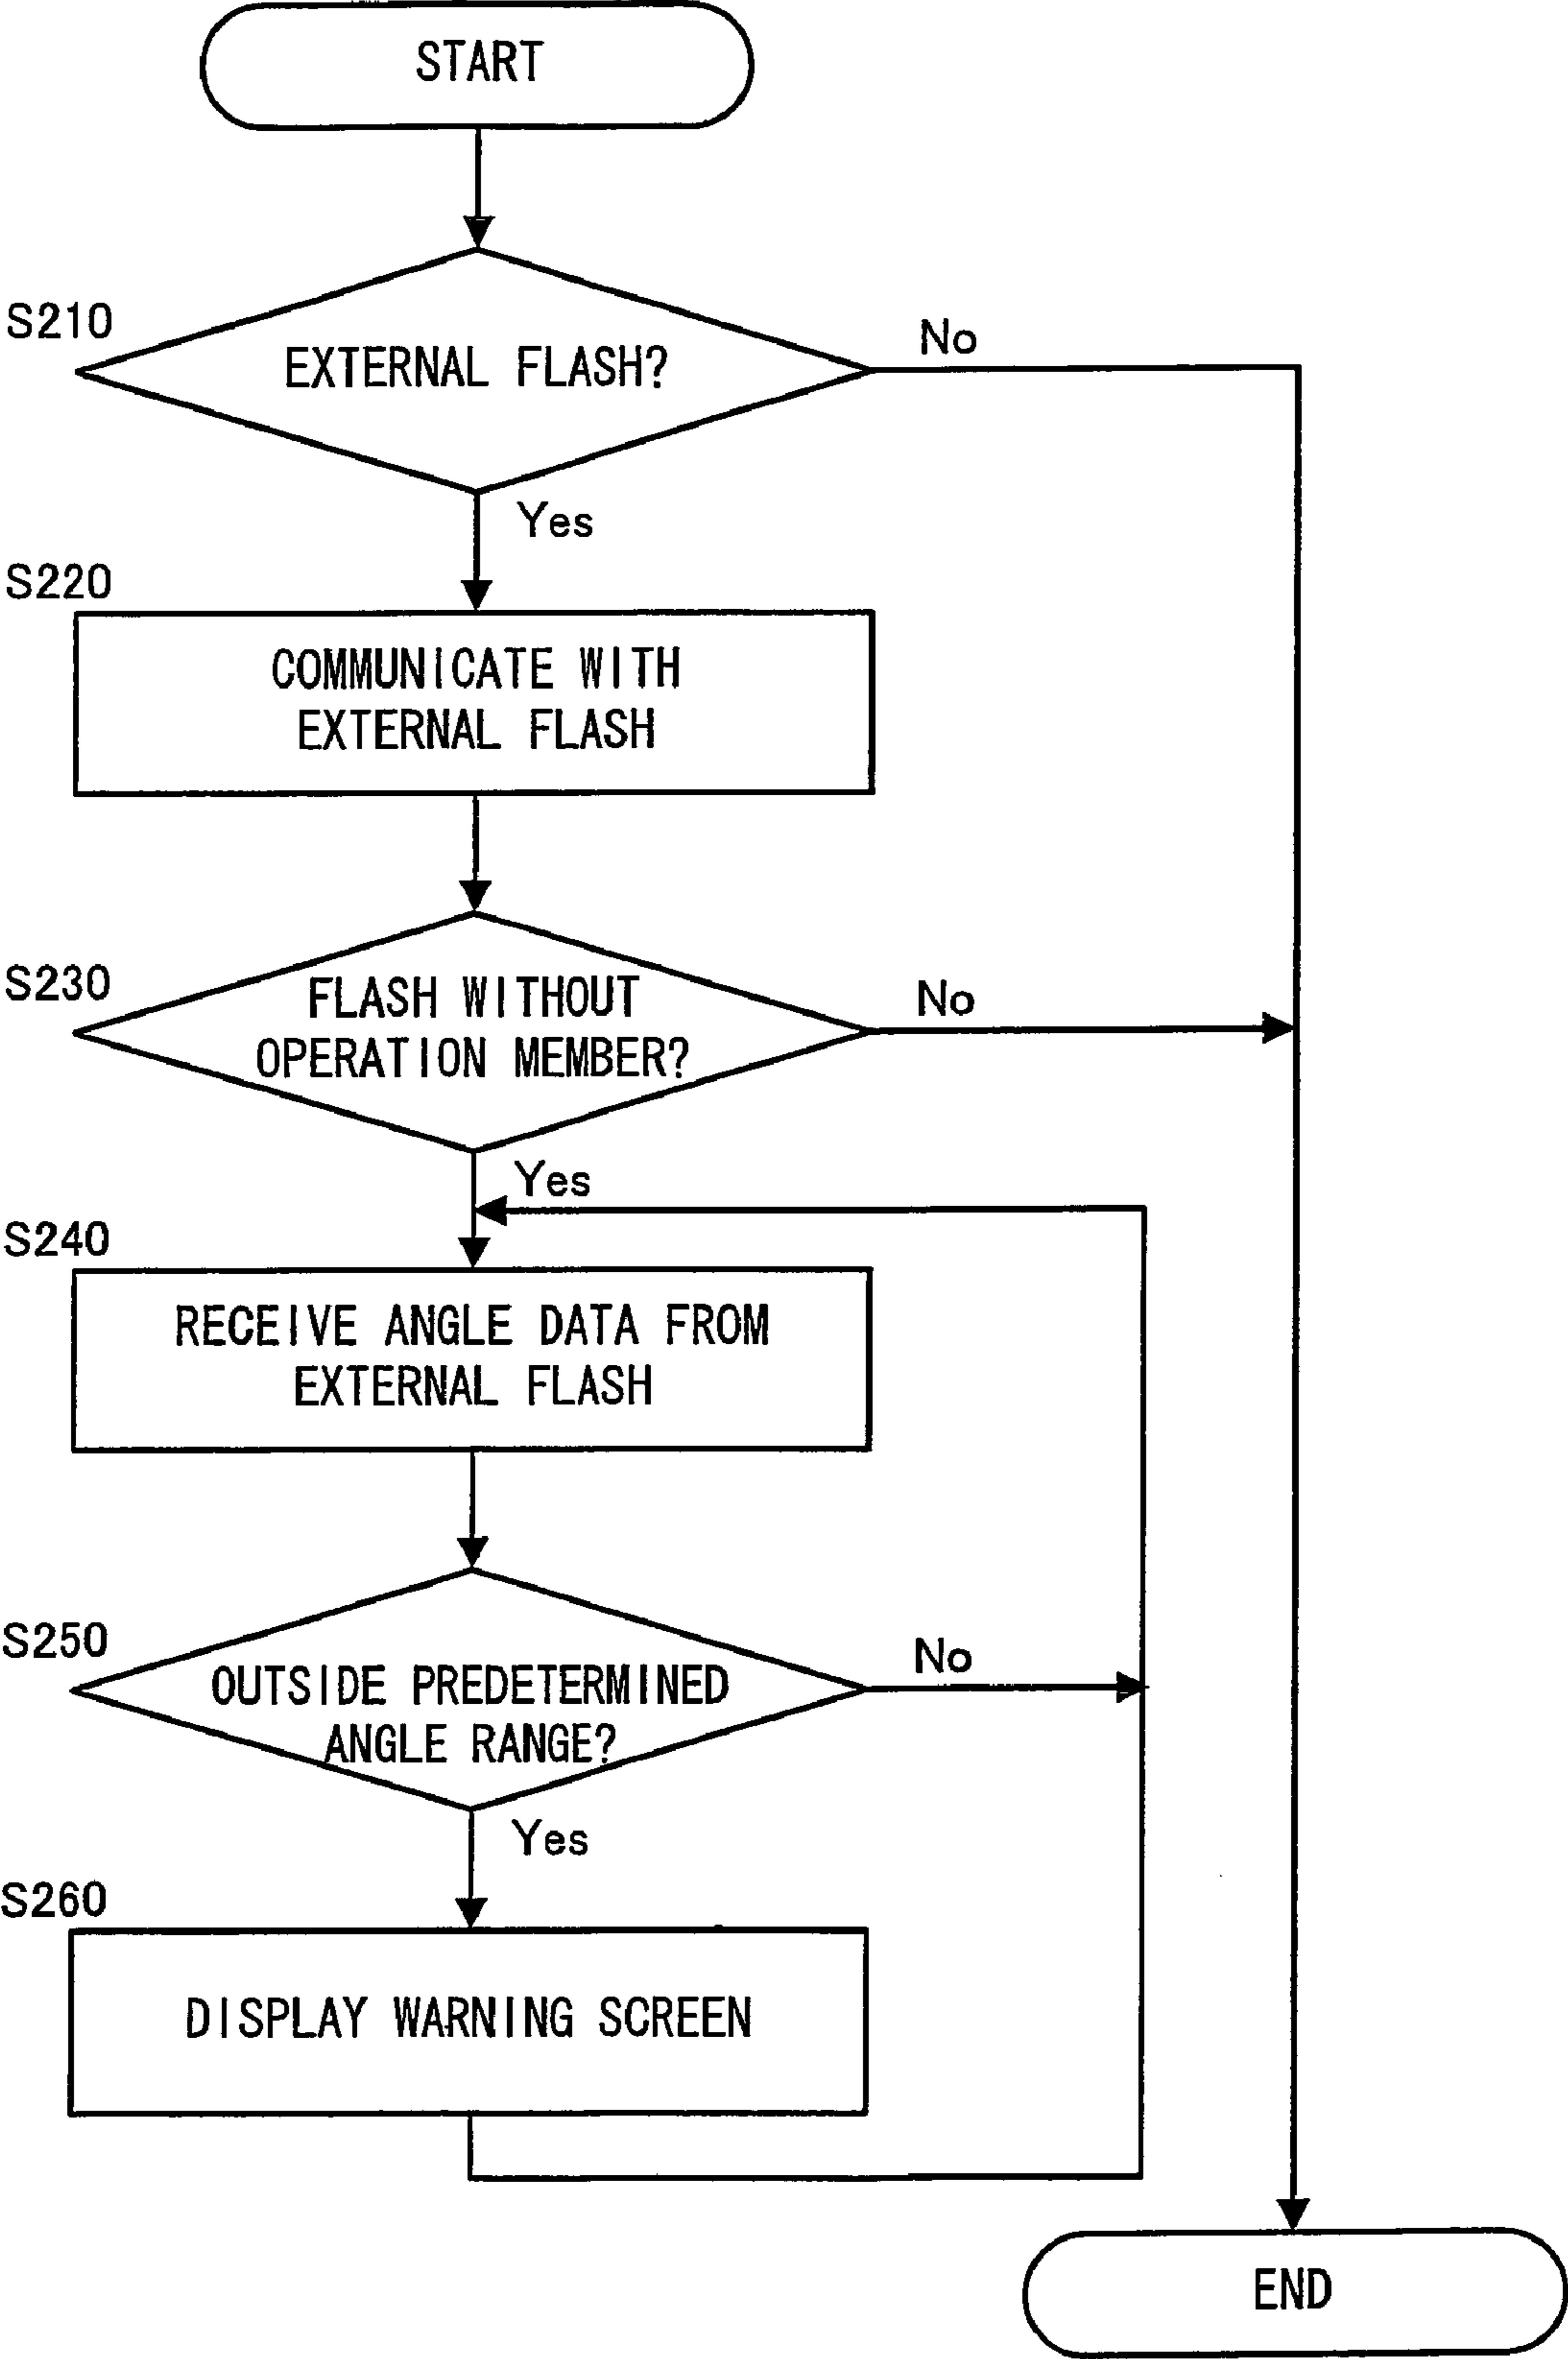 START
S210
EXTERNAL FLASH?
No
Yes
S220
COMMUNICATE WITH
EXTERNAL FLASH
S230
FLASH WITHOUT
OPERATION MEMBER?
No
Yes
S240
RECEIVE ANGLE DATA FROM
EXTERNAL FLASH
S250
OUTSIDE PREDETERMINED
ANGLE RANGE?
No
Yes
S260
DISPLAY WARNING SCREEN
END